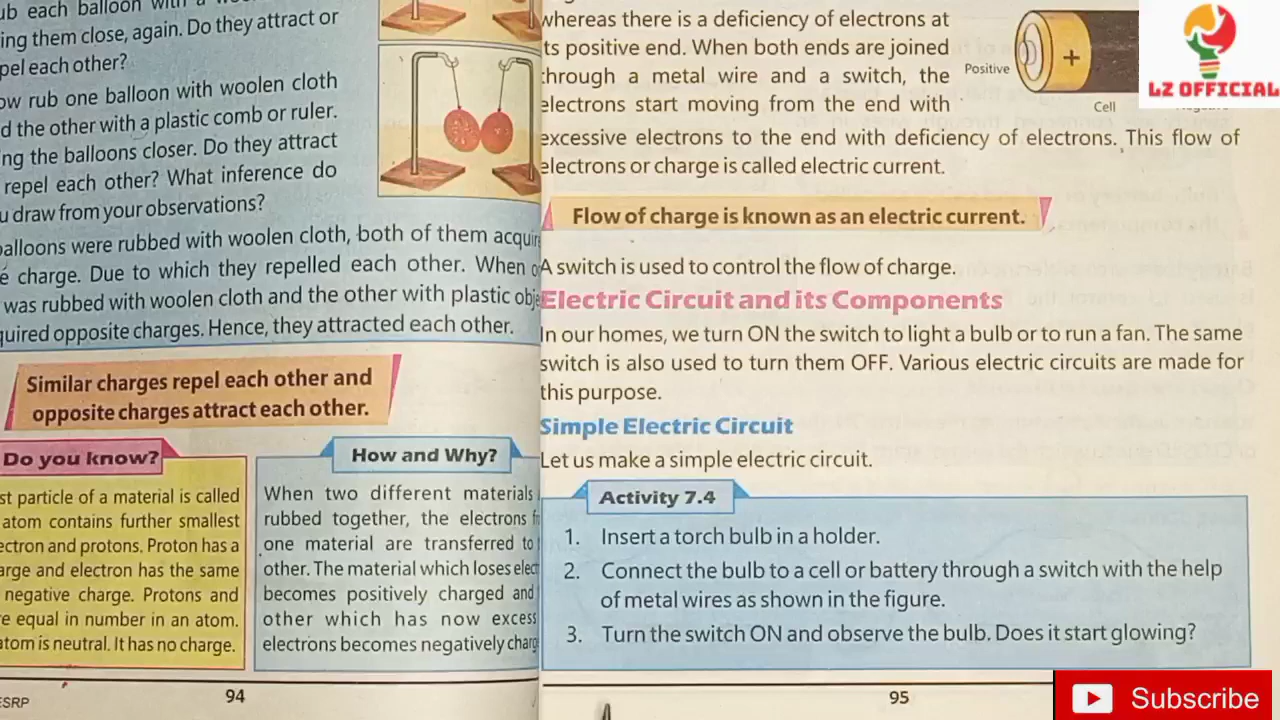 ub each balloon with a
ing them close, again. Do they attract or
pel each other?
ow rub one balloon with woolen cloth
d the other with a plastic comb or ruler.
ing the balloons closer. Do they attract
repel each other? What inference do
u draw from your observations?
balloons were rubbed with woolen cloth, both of them acquir
e charge. Due to which they repelled each other. When o
was rubbed with woolen cloth and the other with plastic obje
quired opposite charges. Hence, they attracted each other.
Similar charges repel each other and
opposite charges attract each other.
Do you know?
st particle of a material is called
atom contains further smallest
ectron and protons. Proton has a
arge and electron has the same
negative charge. Protons and
e equal in number in an atom.
atom is neutral. It has no charge.
How and Why?
When two different materials
rubbed together, the electrons
one material are transferred to
other. The material which loses elect
becomes positively charged and
other which has now excess
electrons becomes negatively charg
ESRP
94
whereas there is a deficiency of electrons at
its positive end. When both ends are joined
through a metal wire and a switch, the
electrons start moving from the end with
excessive electrons to the end with deficiency of electrons. This flow of
electrons or charge is called electric current.
Positive
+
Cell
Flow of charge is known as an electric current.
A switch is used to control the flow of charge.
Electric Circuit and its Components
In our homes, we turn ON the switch to light a bulb or to run a fan. The same
switch is also used to turn them OFF. Various electric circuits are made for
this purpose.
Simple Electric Circuit
Let us make a simple electric circuit.
Activity 7.4
1. Insert a torch bulb in a holder.
2. Connect the bulb to a cell or battery through a switch with the help
of metal wires as shown in the figure.
3. Turn the switch ON and observe the bulb. Does it start glowing?
95
LZ OFFICIAL
Subscribe